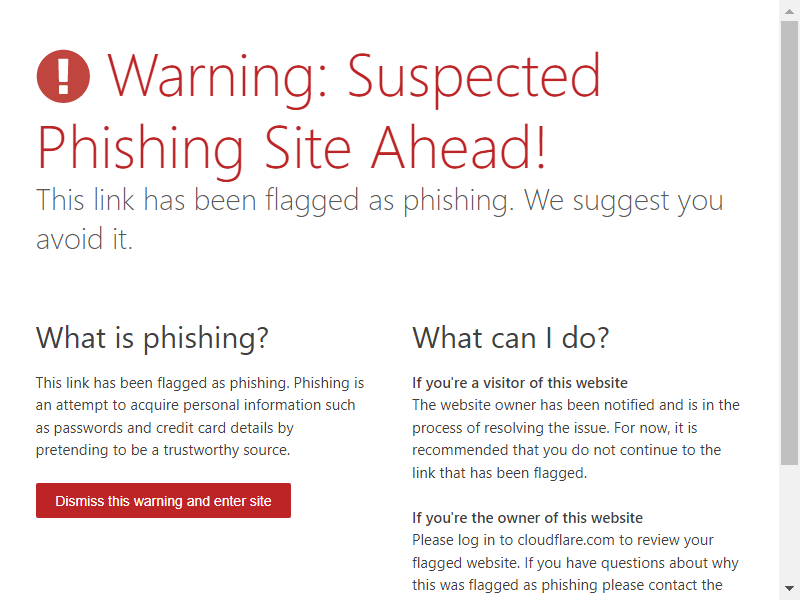 Warning: Suspected
Phishing Site Ahead!
This link has been flagged as phishing. We suggest you
avoid it.
What is phishing?
This link has been flagged as phishing. Phishing is
an attempt to acquire personal information such
as passwords and credit card details by
pretending to be a trustworthy source.
Dismiss this warning and enter site
What can I do?
If you're a visitor of this website
The website owner has been notified and is in the
process of resolving the issue. For now, it is
recommended that you do not continue to the
link that has been flagged.
If you're the owner of this website
Please log in to cloudflare.com to review your
flagged website. If you have questions about why
this was flagged as phishing please contact the